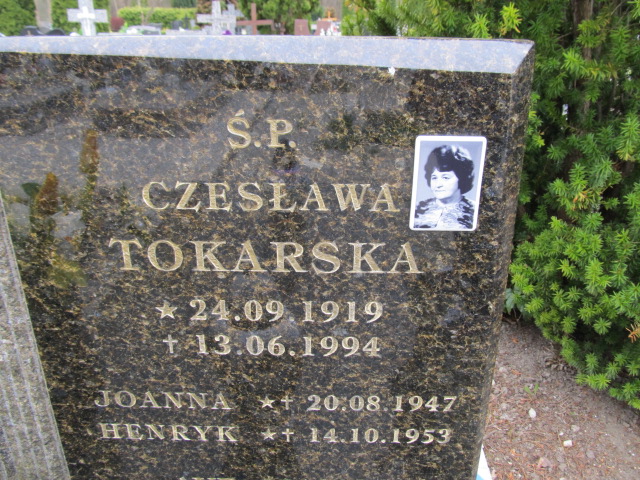 Ś.P.
CZESŁAWA
TOKARSKA
★ 24.09 1919
† 13.06.1994
JOANNA ★† 20.08.1947
HENRYK ★† 14.10.1953